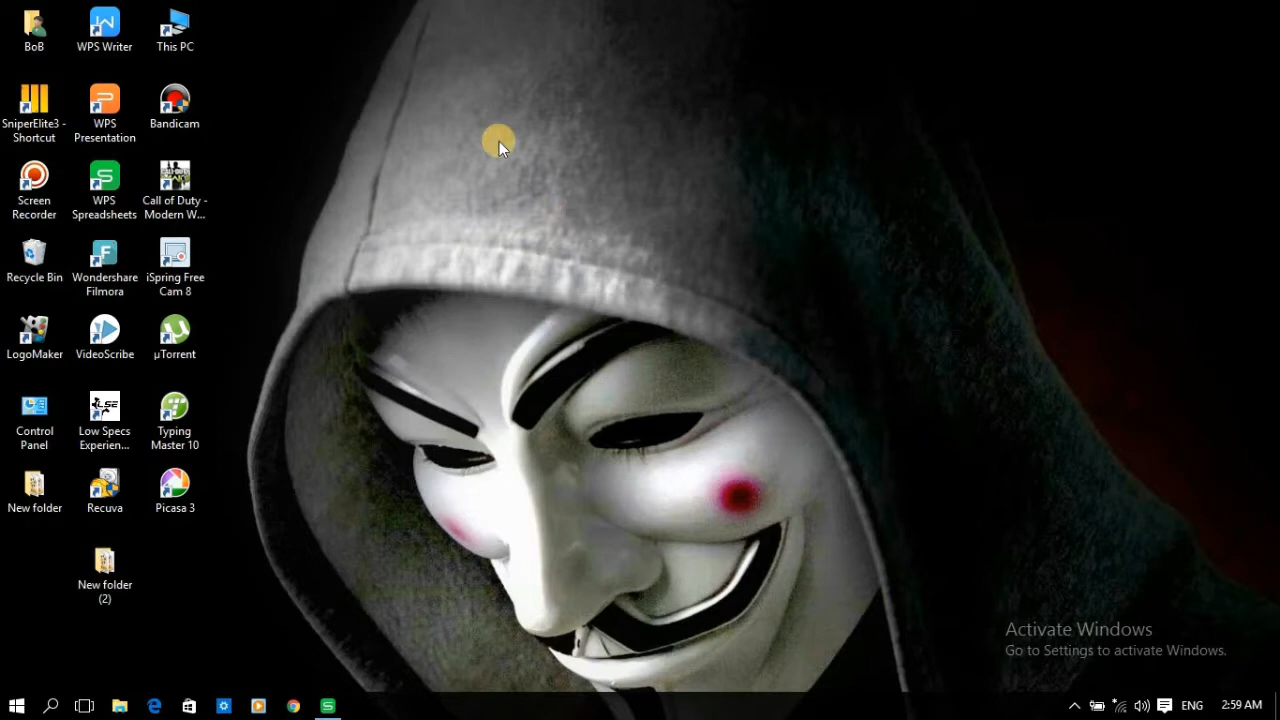 BoB
WPS Writer
This PC
SniperElite3 -
Shortcut
WPS
Presentation
Bandicam
Screen
Recorder
WPS
Spreadsheets
Call of Duty -
Modern W...
Recycle Bin
Wondershare
Filmora
iSpring Free
Cam 8
LogoMaker
VideoScribe
µTorrent
Control
Panel
LSE
Low Specs
Experien...
Typing
Master 10
New folder
Recuva
Picasa 3
New folder
(2)
Activate Windows
Go to Settings to activate Windows.
ENG
2:59 AM